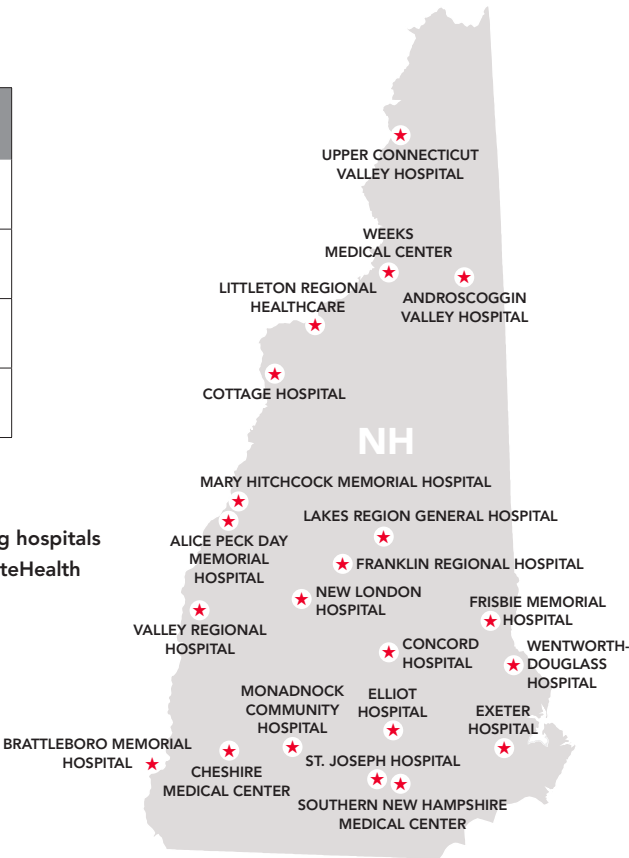 UPPER CONNECTICUT
VALLEY HOSPITAL
WEEKS
MEDICAL CENTER
LITTLETON REGIONAL
HEALTHCARE
ANDROSCOGGIN
VALLEY HOSPITAL
COTTAGE HOSPITAL
NH
MARY HITCHCOCK MEMORIAL HOSPITAL
LAKES REGION GENERAL HOSPITAL
g hospitals
teHealth
ALICE PECK DAY
MEMORIAL
HOSPITAL
FRANKLIN REGIONAL HOSPITAL
NEW LONDON
HOSPITAL
FRISBIE MEMORIAL
HOSPITAL
VALLEY REGIONAL
HOSPITAL
CONCORD
HOSPITAL
WENTWORTH-
DOUGLASS
HOSPITAL
MONADNOCK
COMMUNITY
HOSPITAL
ELLIOT
HOSPITAL
EXETER
HOSPITAL
BRATTLEBORO MEMORIAL
HOSPITAL
CHESHIRE
MEDICAL CENTER
ST. JOSEPH HOSPITAL
SOUTHERN NEW HAMPSHIRE
MEDICAL CENTER